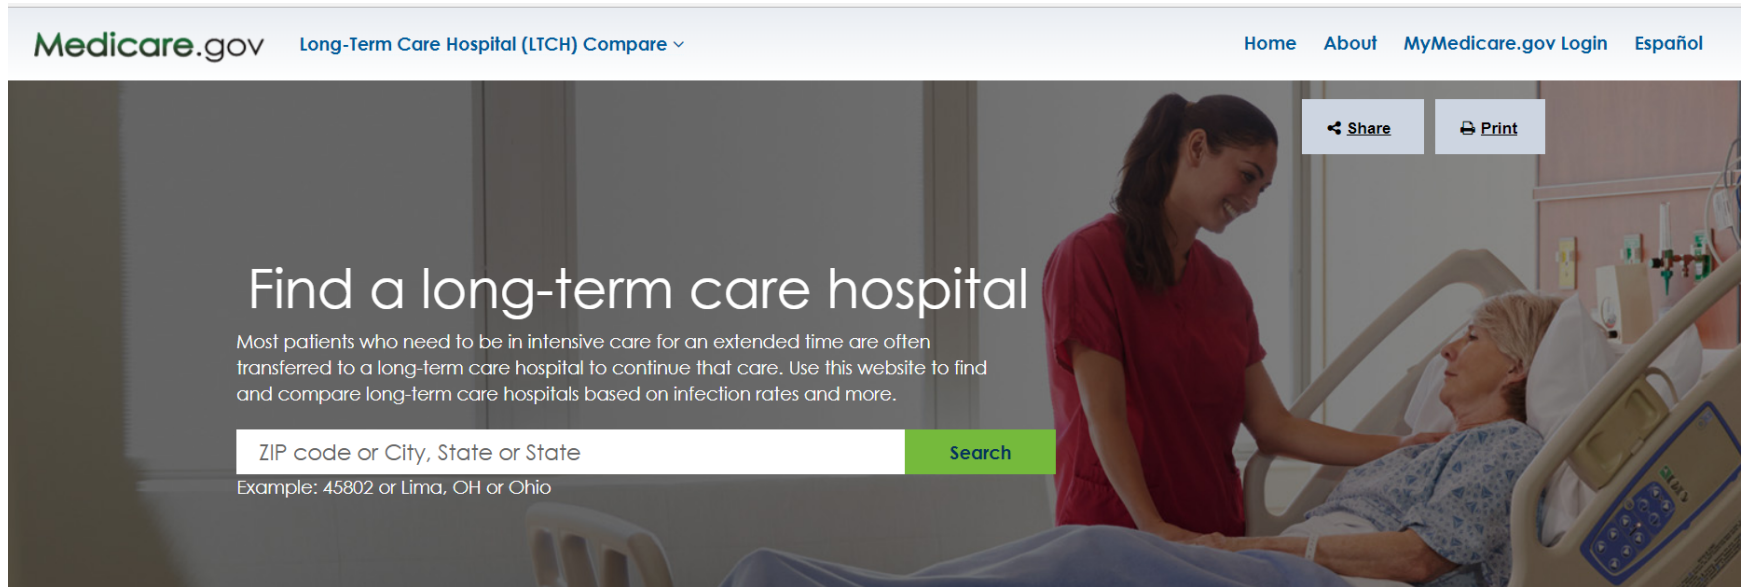 Medicare.gov
Long-Term Care Hospital (LTCH) Compare
Home About MyMedicare.gov Login Español
Share Print
Find a long-term care hospital
Most patients who need to be in intensive care for an extended time are often
transferred to a long-term care hospital to continue that care. Use this website to find
and compare long-term care hospitals based on infection rates and more.
ZIP code or City, State or State
Search
Example: 45802 or Lima, OH or Ohio